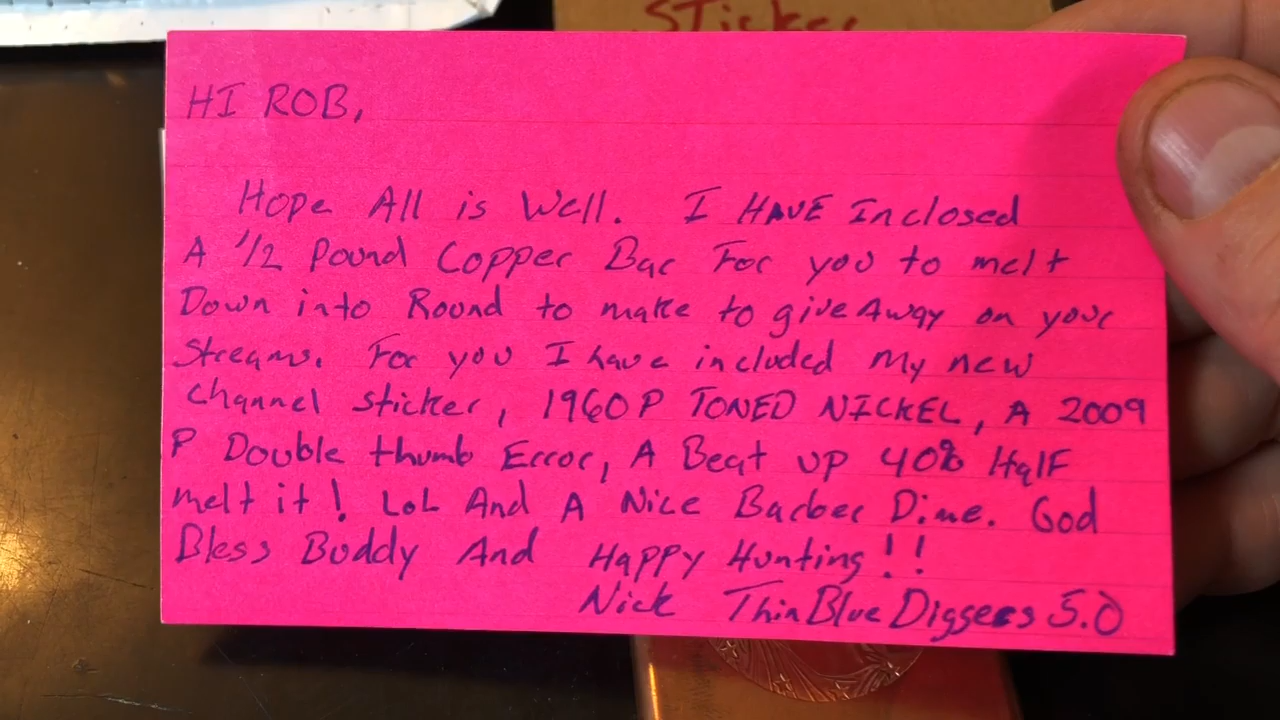 Sticker
HI ROB,
Hope All is Well. I HAVE Inclosed
A 1/2 Pound Copper Bar For you to melt
Down into Round to make to give Away on your
Streams. For you I have included My new
Channel sticker, 1960 P TONED NICKEL, A 2009
P Double thumb Error, A Beat up 40% Half
melt it! LoL And A Nice Barber Dime. God
Bless Buddy And Happy Hunting!!
Nick ThinBlueDiggers 5.0